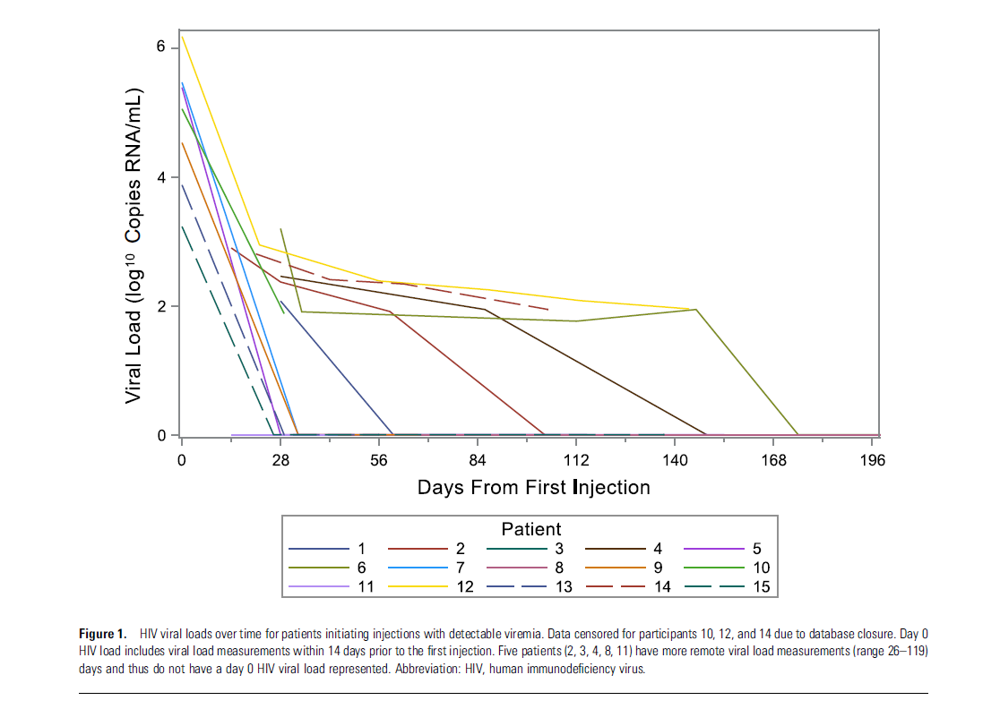 6
4
2
0
Viral Load (log10 Copies RNA/mL)
0 28 56 84 112 140 168 196
Days From First Injection
Patient
1 2 3 4 5
6 7 8 9 10
11 12 13 14 15
Figure 1. HIV viral loads over time for patients initiating injections with detectable viremia. Data censored for participants 10, 12, and 14 due to database closure. Day 0
HIV load includes viral load measurements within 14 days prior to the first injection. Five patients (2, 3, 4, 8, 11) have more remote viral load measurements (range 26–119)
days and thus do not have a day 0 HIV viral load represented. Abbreviation: HIV, human immunodeficiency virus.